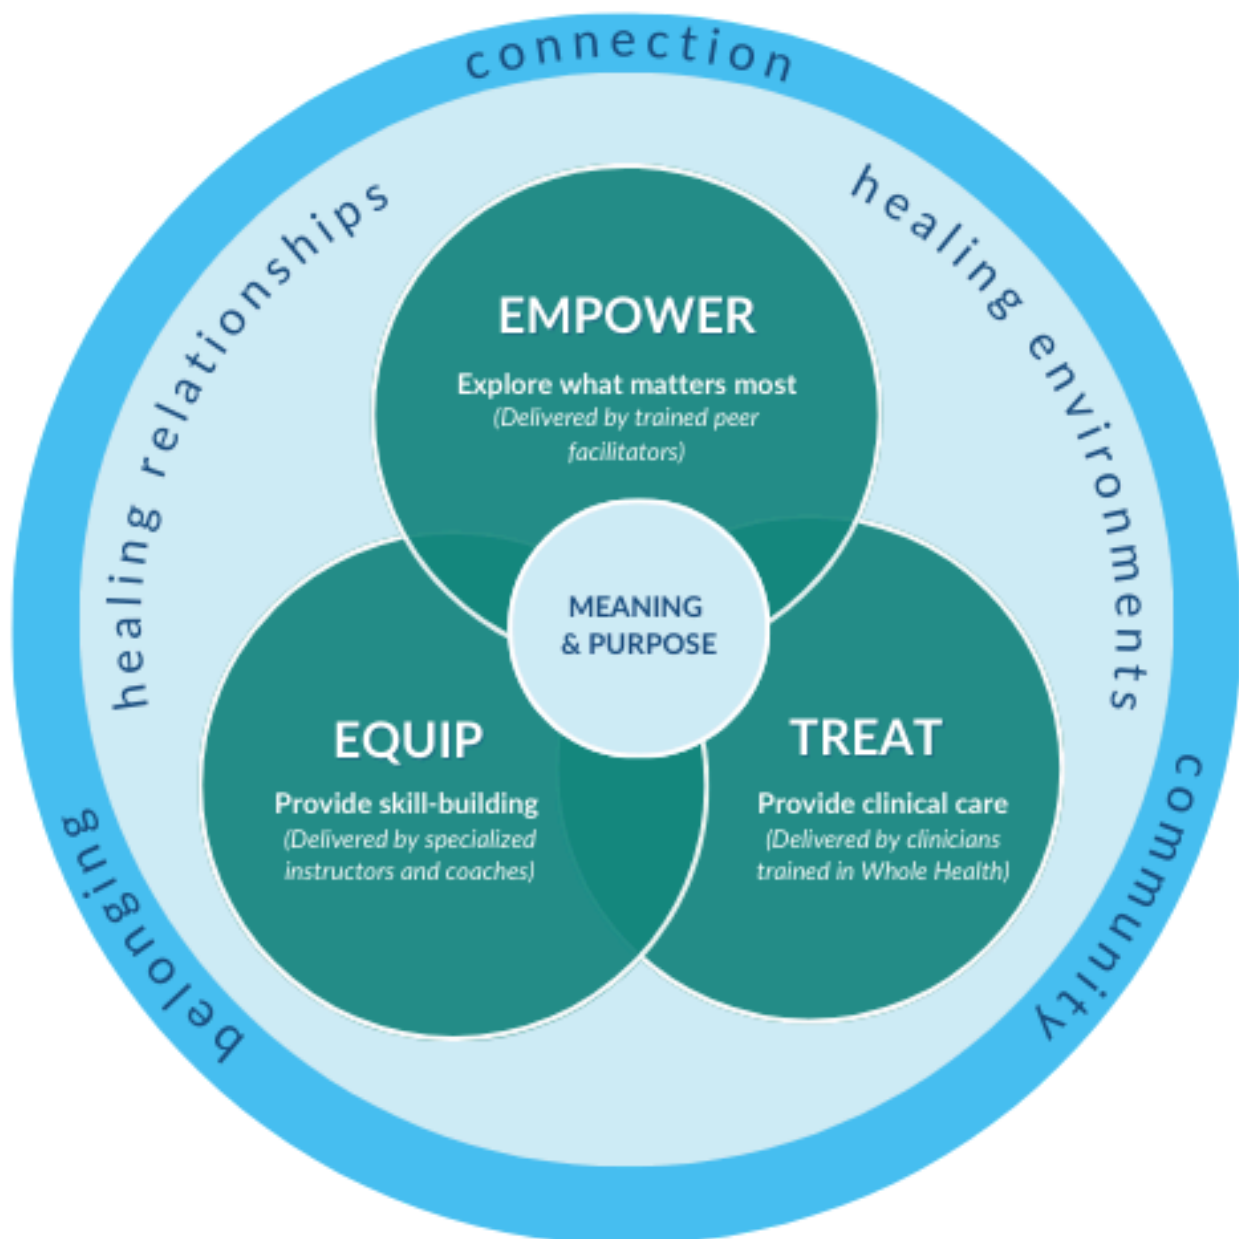 connection
healing relationships
healing environments
EMPOWER
Explore what matters most
(Delivered by trained peer
facilitators)
MEANING
& PURPOSE
EQUIP
Provide skill-building
(Delivered by specialized
instructors and coaches)
TREAT
Provide clinical care
(Delivered by clinicians
trained in Whole Health)
belonging
community